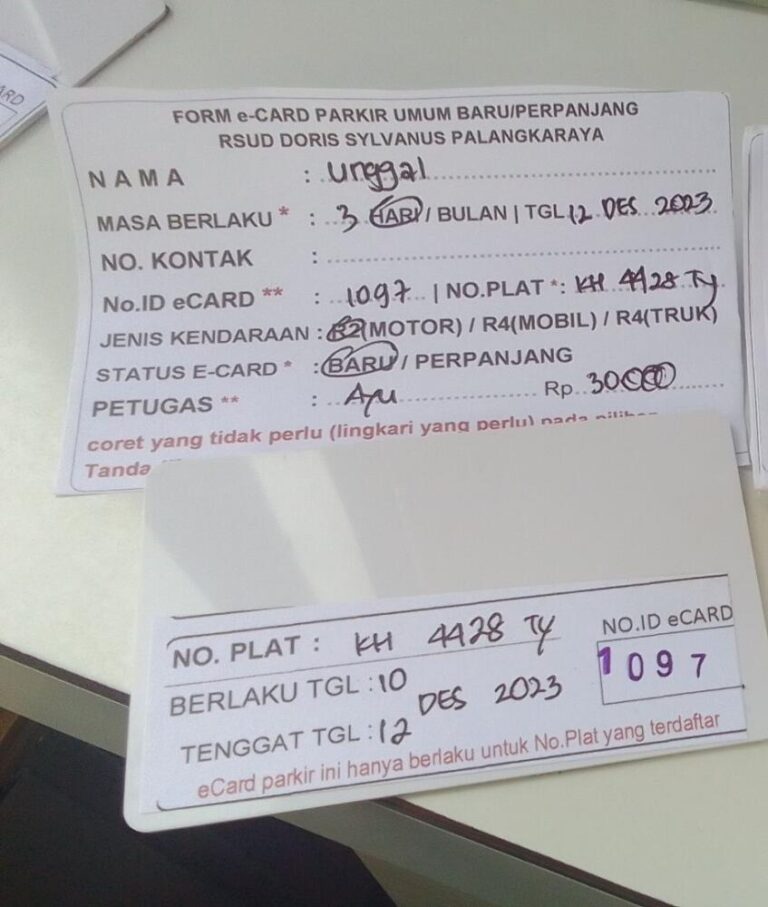 ARD
FORM e-CARD PARKIR UMUM BARU/PERPANJANG
RSUD DORIS SYLVANUS PALANGKARAYA
NAMA : Unggal
MASA BERLAKU * : 3 HARI / BULAN | TGL 12 DES 2023
NO. KONTAK :
No.ID eCARD ** : 1097 | NO.PLAT *: KH 4428 Ty
JENIS KENDARAAN : R2(MOTOR) / R4(MOBIL) / R4(TRUK)
STATUS E-CARD * : BARU / PERPANJANG
PETUGAS ** : Ayu Rp 30000
coret yang tidak perlu (lingkari yang perlu) pada
Tanda
NO. PLAT : KH 4428 Ty
NO.ID eCARD
1097
BERLAKU TGL : 10
DES 2023
TENGGAT TGL : 12
eCard parkir ini hanya berlaku untuk No.Plat yang terdaftar